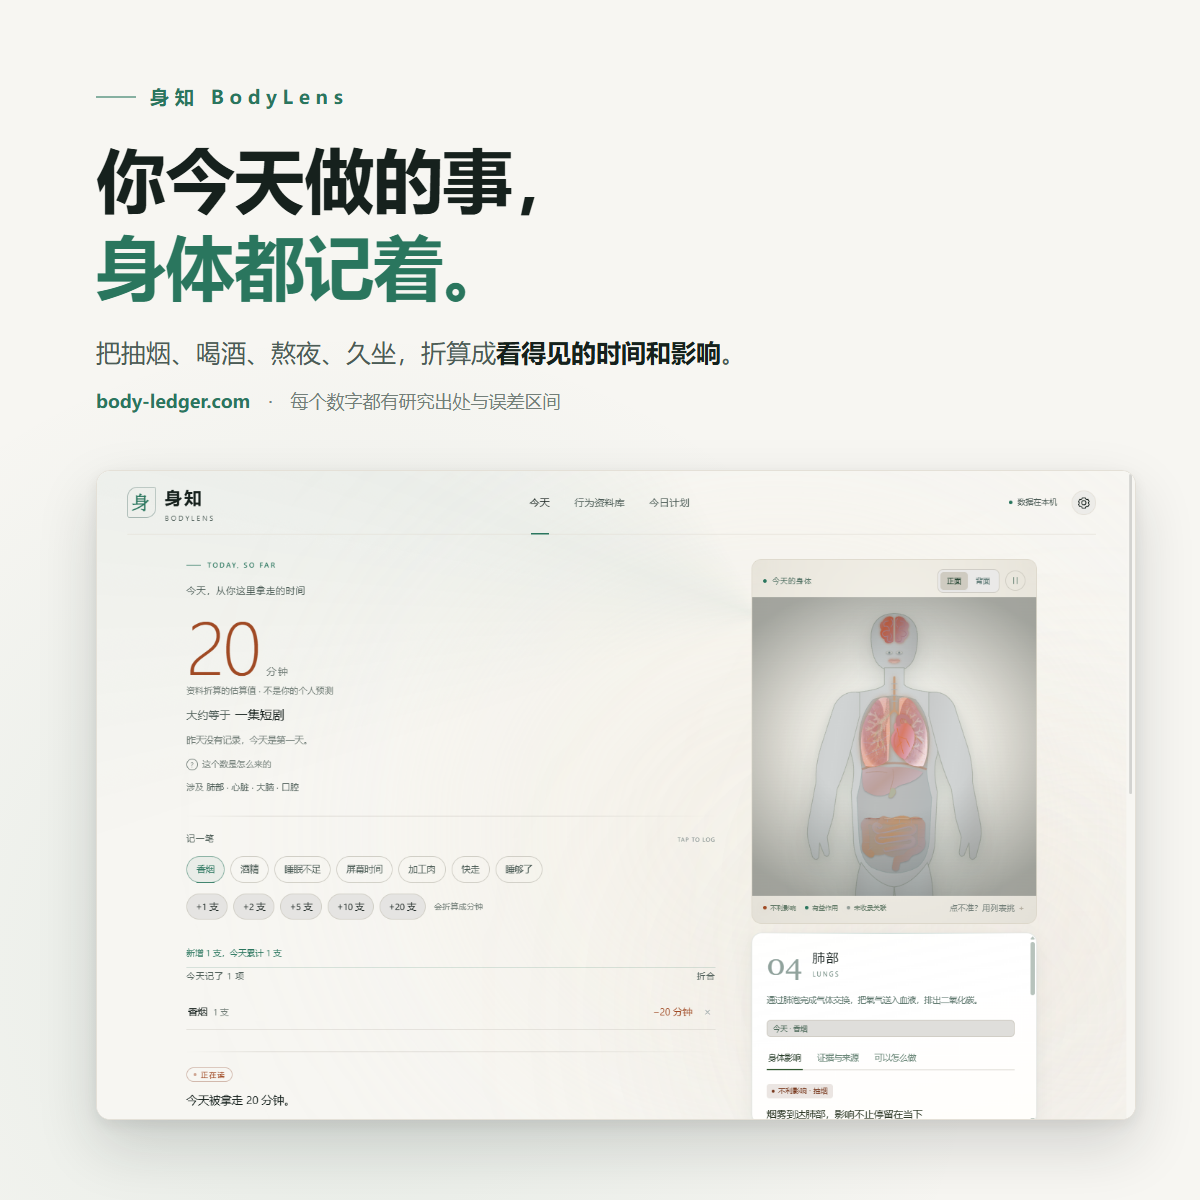 身知 BodyLens
你今天做的事，
身体都记着。
把抽烟、喝酒、熬夜、久坐，折算成看得见的时间和影响。
body-ledger.com · 每个数字都有研究出处与误差区间
身 身知
BODYLENS
今天 行为资料库 今日计划
数据在本机
TODAY, SO FAR
今天，从你这里拿走的时间
20 分钟
资料折算的估算值 · 不是你的个人预测
大约等于 一集短剧
昨天没有记录，今天是第一天。
? 这个数是怎么来的
涉及 肺部 · 心脏 · 大脑 · 口腔
记一笔 TAP TO LOG
香烟 酒精 睡眠不足 屏幕时间 加工肉 快走 睡够了
+1 支 +2 支 +5 支 +10 支 +20 支 会折算成分钟
新增 1 支，今天累计 1 支
今天记了 1 项 折合
香烟 1 支 −20 分钟 ×
正在读
今天被拿走 20 分钟。
今天的身体 正面 背面
不利影响 有益作用 未收录关联 点不准？用列表挑 +
04 肺部
LUNGS
通过肺泡完成气体交换，把氧气送入血液，排出二氧化碳。
今天 · 香烟
身体影响 证据与来源 可以怎么做
不利影响 · 抽烟
烟雾到达肺部，影响不止停留在当下